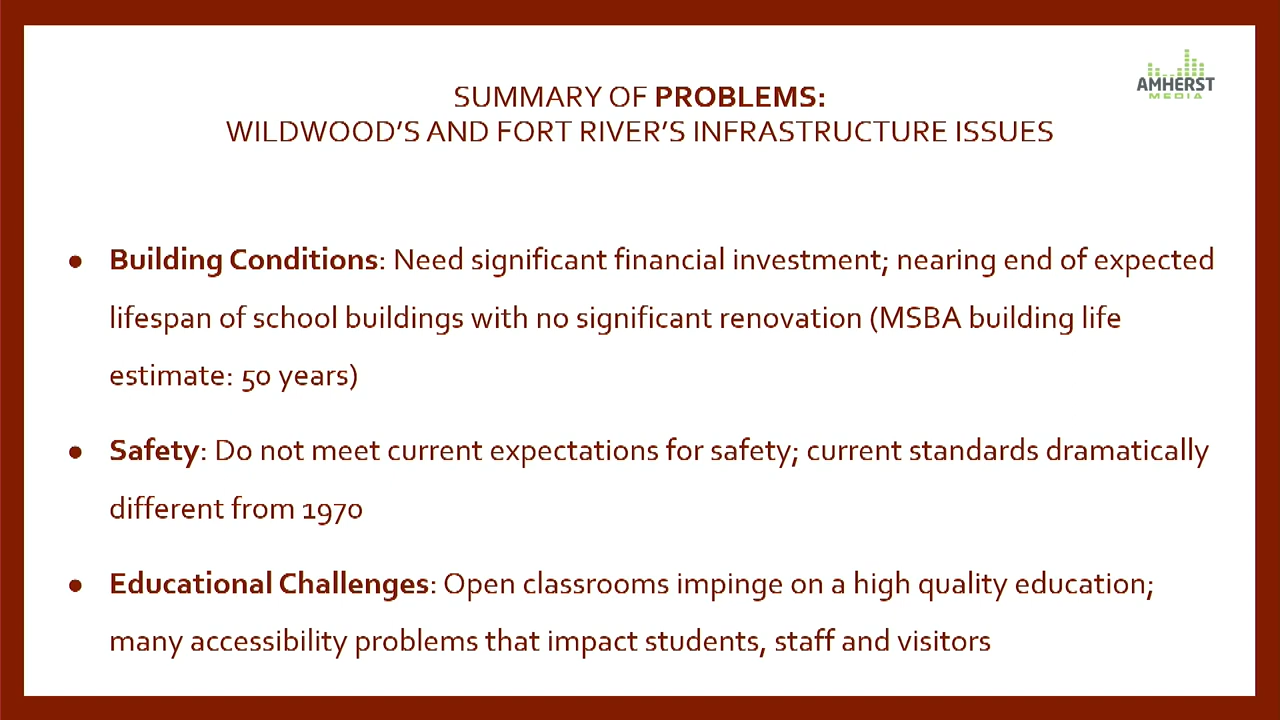 AMHERST
MEDIA
SUMMARY OF PROBLEMS:
WILDWOOD’S AND FORT RIVER’S INFRASTRUCTURE ISSUES
● Building Conditions: Need significant financial investment; nearing end of expected
lifespan of school buildings with no significant renovation (MSBA building life
estimate: 50 years)
● Safety: Do not meet current expectations for safety; current standards dramatically
different from 1970
● Educational Challenges: Open classrooms impinge on a high quality education;
many accessibility problems that impact students, staff and visitors